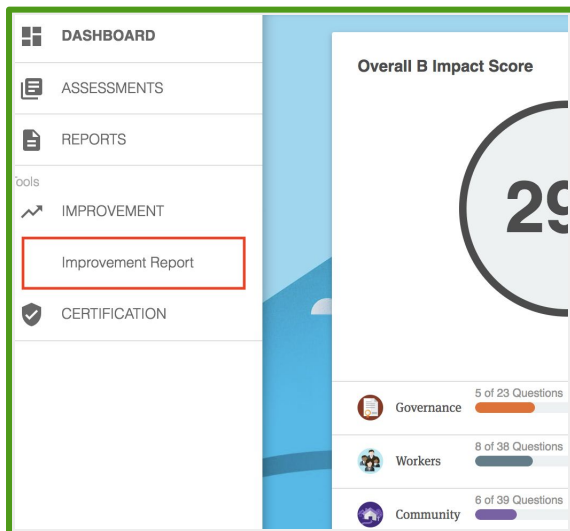 DASHBOARD
ASSESSMENTS
REPORTS
ools
IMPROVEMENT
Improvement Report
CERTIFICATION
Overall B Impact Score
29
5 of 23 Questions
Governance
8 of 38 Questions
Workers
6 of 39 Questions
Community